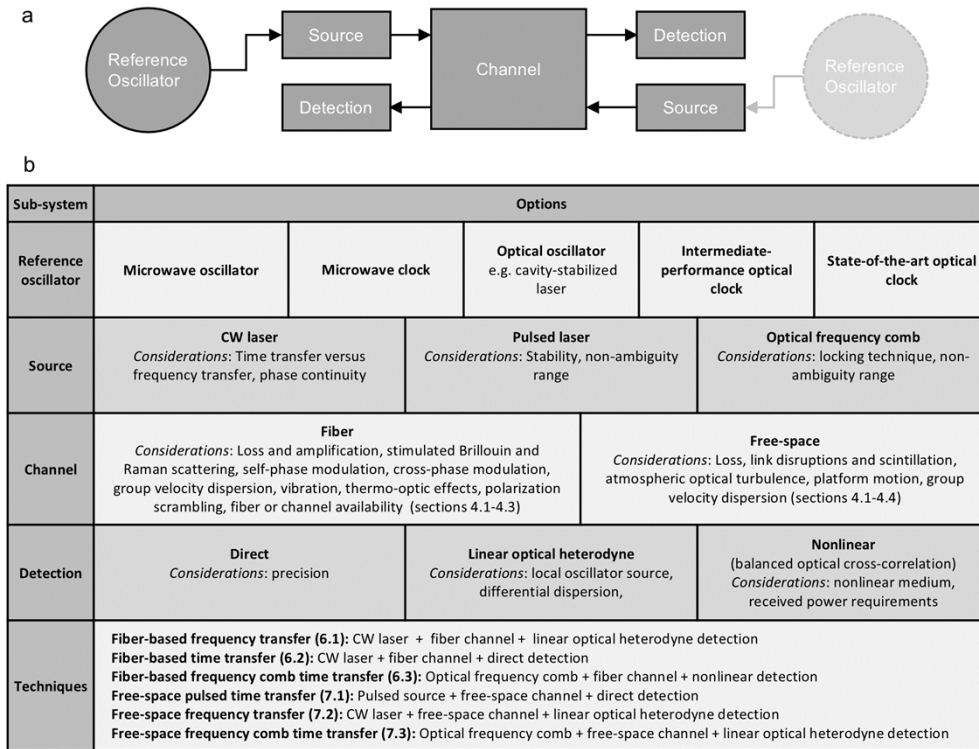 a
Reference
Oscillator
Source
Detection
Channel
Detection
Source
Reference
Oscillator
b
Sub-system
Options
Reference
oscillator
Microwave oscillator
Microwave clock
Optical oscillator
e.g. cavity-stabilized
laser
Intermediate-
performance optical
clock
State-of-the-art optical
clock
Source
CW laser
Considerations: Time transfer versus
frequency transfer, phase continuity
Pulsed laser
Considerations: Stability, non-ambiguity
range
Optical frequency comb
Considerations: locking technique, non-
ambiguity range
Channel
Fiber
Considerations: Loss and amplification, stimulated Brillouin and
Raman scattering, self-phase modulation, cross-phase modulation,
group velocity dispersion, vibration, thermo-optic effects, polarization
scrambling, fiber or channel availability (sections 4.1-4.3)
Free-space
Considerations: Loss, link disruptions and scintillation,
atmospheric optical turbulence, platform motion, group
velocity dispersion (sections 4.1-4.4)
Detection
Direct
Considerations: precision
Linear optical heterodyne
Considerations: local oscillator source,
differential dispersion,
Nonlinear
(balanced optical cross-correlation)
Considerations: nonlinear medium,
received power requirements
Techniques
Fiber-based frequency transfer (6.1): CW laser + fiber channel + linear optical heterodyne detection
Fiber-based time transfer (6.2): CW laser + fiber channel + direct detection
Fiber-based frequency comb time transfer (6.3): Optical frequency comb + fiber channel + nonlinear detection
Free-space pulsed time transfer (7.1): Pulsed source + free-space channel + direct detection
Free-space frequency transfer (7.2): CW laser + free-space channel + linear optical heterodyne detection
Free-space frequency comb time transfer (7.3): Optical frequency comb + free-space channel + linear optical heterodyne detection